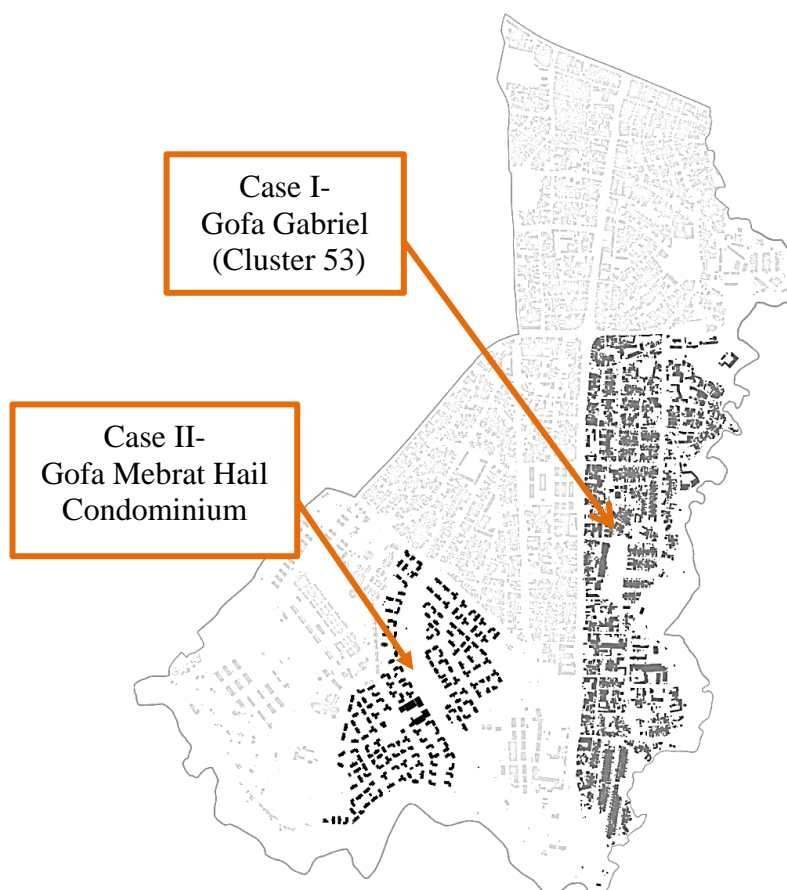 Case I-
Gofa Gabriel
(Cluster 53)
Case II-
Gofa Mebrat Hail
Condominium